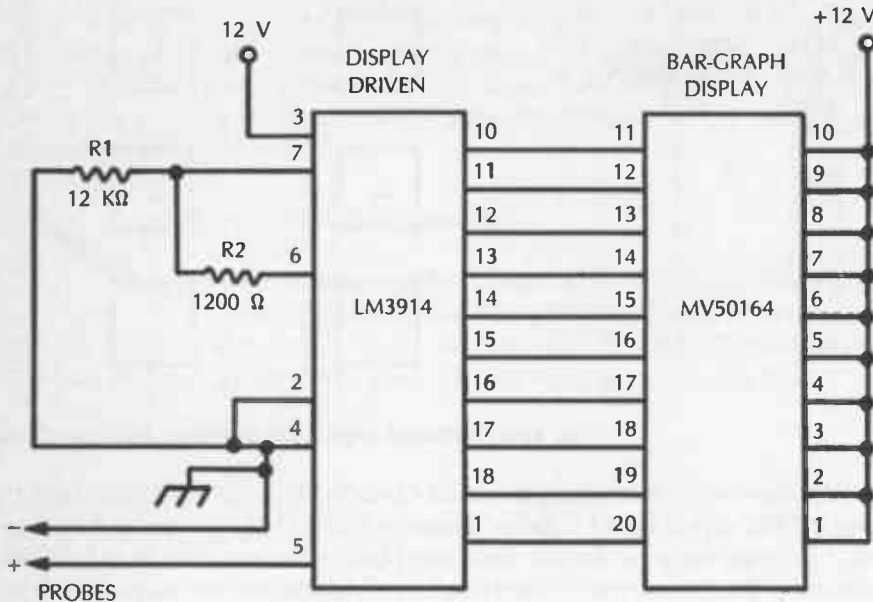 12 V
+12 V
DISPLAY
DRIVEN
BAR-GRAPH
DISPLAY
3
7
6
2
4
5
R1
12 KΩ
R2
1200 Ω
LM3914
10
11
12
13
14
15
16
17
18
1
11
12
13
14
15
16
17
18
19
20
MV50164
10
9
8
7
6
5
4
3
2
1
−
+
PROBES